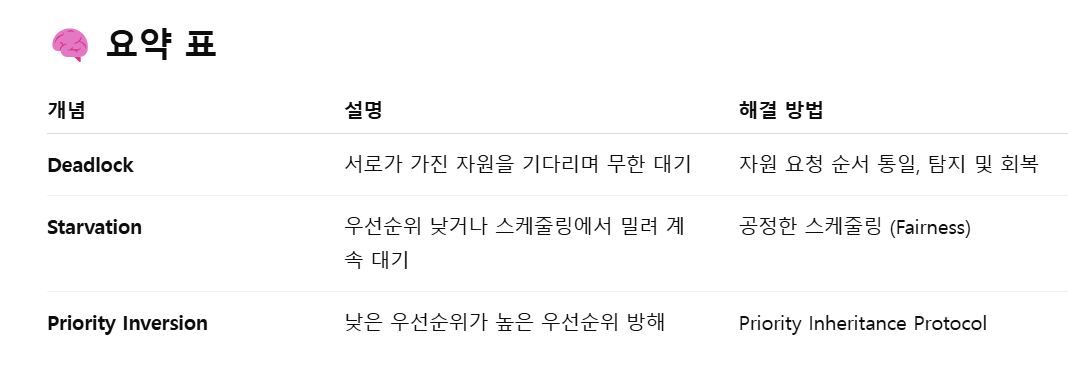 🧠 요약 표
개념 설명 해결 방법
Deadlock 서로가 가진 자원을 기다리며 무한 대기 자원 요청 순서 통일, 탐지 및 회복
Starvation 우선순위 낮거나 스케줄링에서 밀려 계 공정한 스케줄링 (Fairness)
속 대기
Priority Inversion 낮은 우선순위가 높은 우선순위 방해 Priority Inheritance Protocol